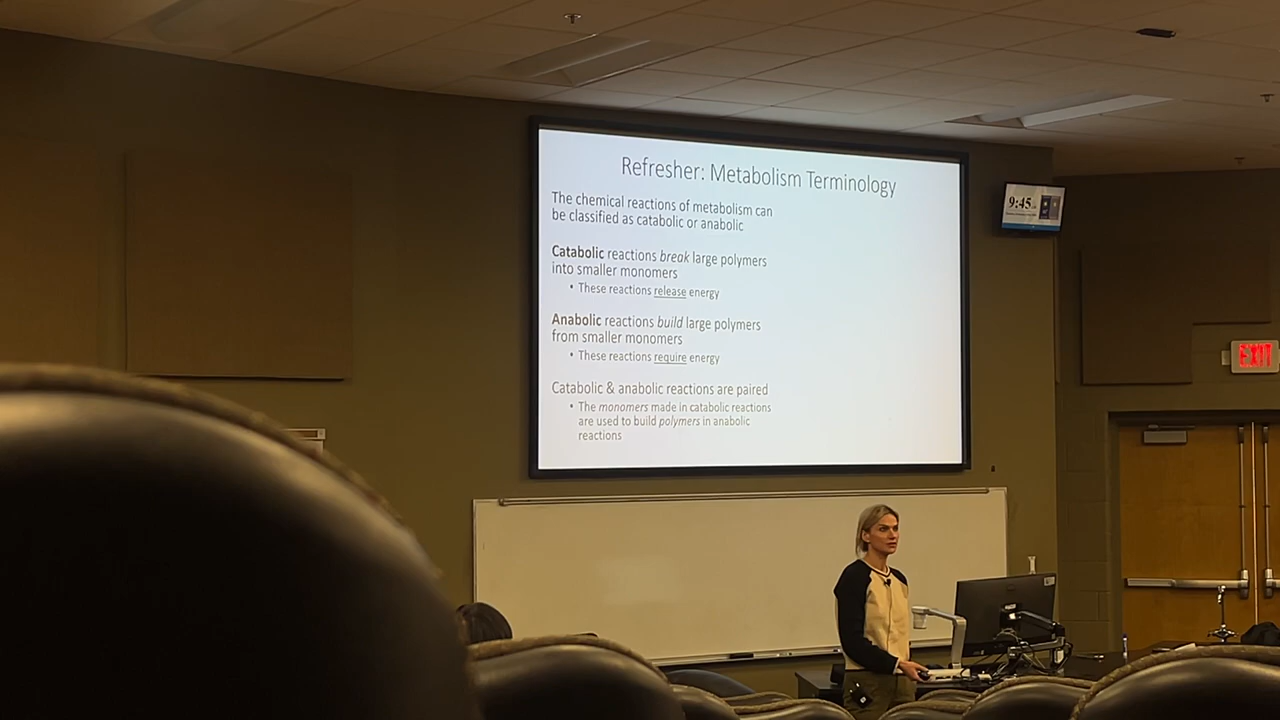 Refresher: Metabolism Terminology
The chemical reactions of metabolism can
be classified as catabolic or anabolic
Catabolic reactions break large polymers
into smaller monomers
• These reactions release energy
Anabolic reactions build large polymers
from smaller monomers
• These reactions require energy
Catabolic & anabolic reactions are paired
• The monomers made in catabolic reactions
are used to build polymers in anabolic
reactions
9:45
EXIT